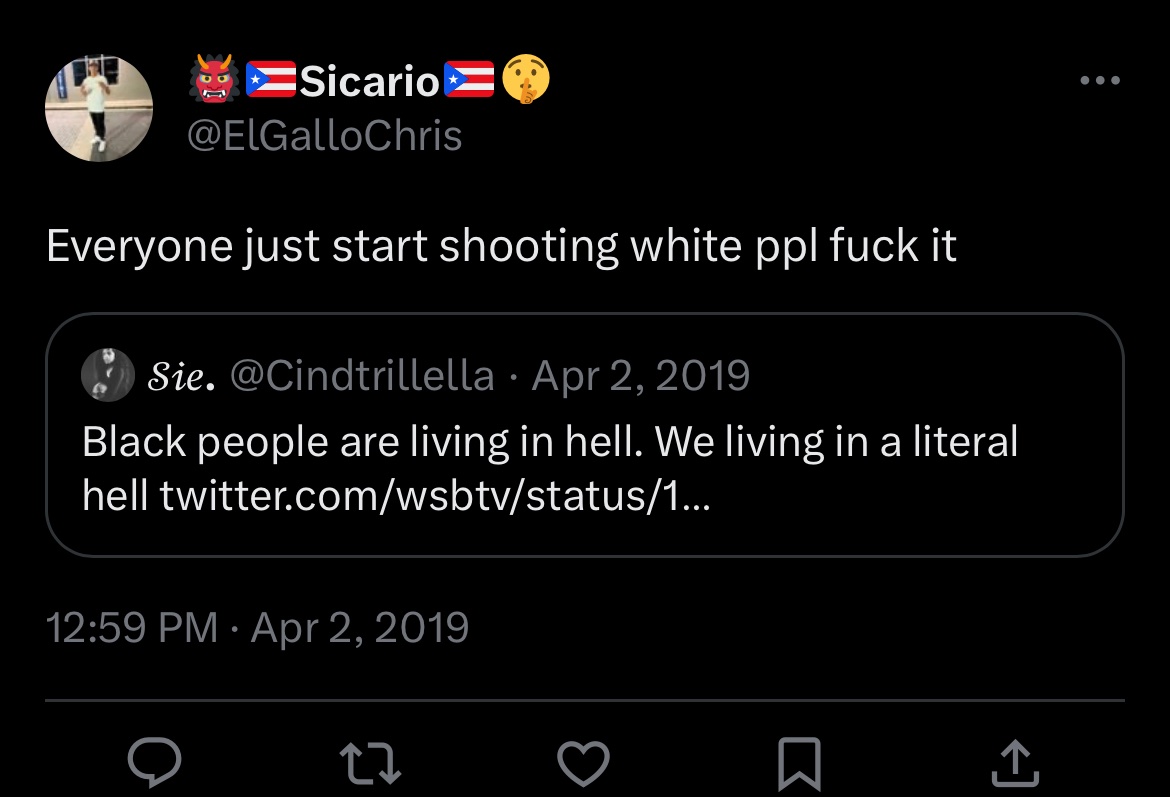 👹🇵🇷Sicario🇵🇷🤫
@ElGalloChris
Everyone just start shooting white ppl fuck it
𝒮𝒾ℯ. @Cindtrillella · Apr 2, 2019
Black people are living in hell. We living in a literal
hell twitter.com/wsbtv/status/1...
12:59 PM · Apr 2, 2019